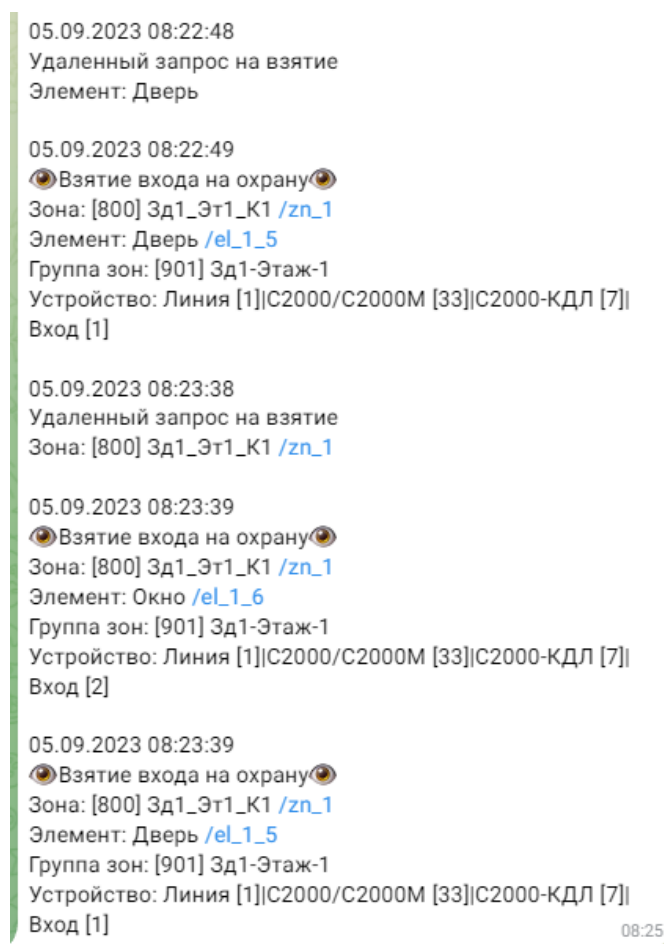 05.09.2023 08:22:48
Удаленный запрос на взятие
Элемент: Дверь
05.09.2023 08:22:49
👁Взятие входа на охрану👁
Зона: [800] Зд1_Эт1_К1 /zn_1
Элемент: Дверь /el_1_5
Группа зон: [901] Зд1-Этаж-1
Устройство: Линия [1]|С2000/С2000М [33]|С2000-КДЛ [7]|
Вход [1]
05.09.2023 08:23:38
Удаленный запрос на взятие
Зона: [800] Зд1_Эт1_К1 /zn_1
05.09.2023 08:23:39
👁Взятие входа на охрану👁
Зона: [800] Зд1_Эт1_К1 /zn_1
Элемент: Окно /el_1_6
Группа зон: [901] Зд1-Этаж-1
Устройство: Линия [1]|С2000/С2000М [33]|С2000-КДЛ [7]|
Вход [2]
05.09.2023 08:23:39
👁Взятие входа на охрану👁
Зона: [800] Зд1_Эт1_К1 /zn_1
Элемент: Дверь /el_1_5
Группа зон: [901] Зд1-Этаж-1
Устройство: Линия [1]|С2000/С2000М [33]|С2000-КДЛ [7]|
Вход [1]
08:25